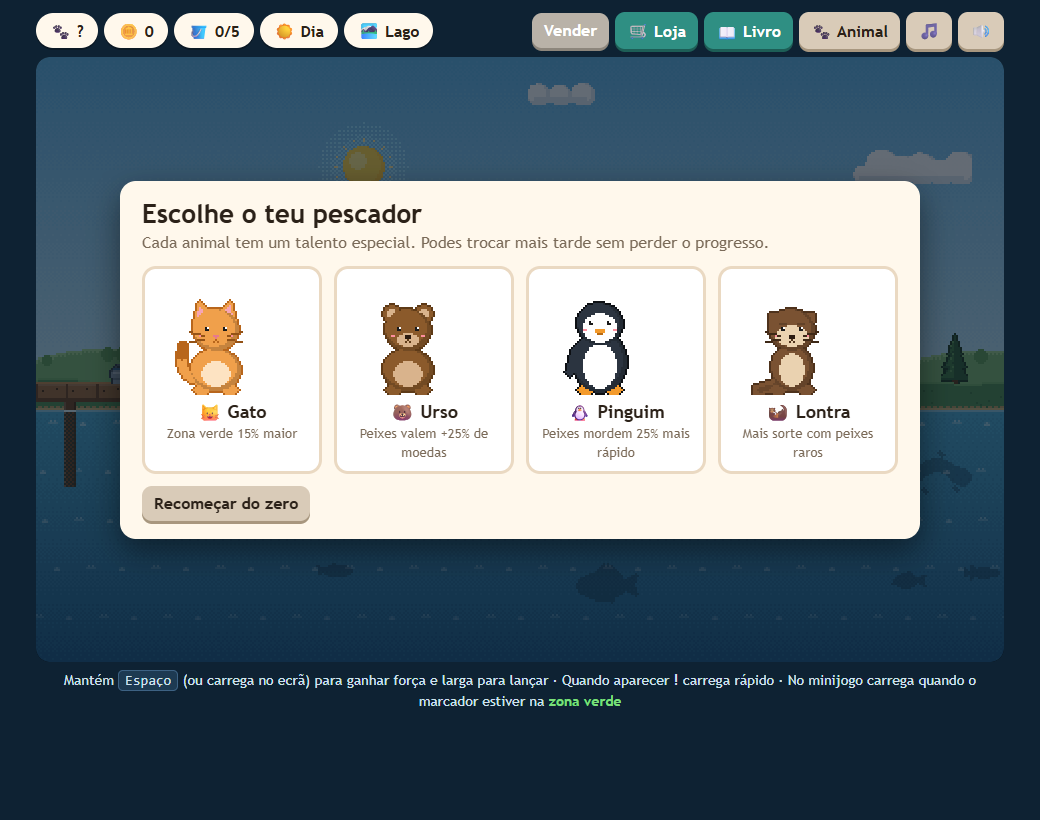 ? 0 0/5 Dia Lago Vender Loja Livro Animal
Escolhe o teu pescador
Cada animal tem um talento especial. Podes trocar mais tarde sem perder o progresso.
Gato
Zona verde 15% maior
Urso
Peixes valem +25% de
moedas
Pinguim
Peixes mordem 25% mais
rápido
Lontra
Mais sorte com peixes
raros
Recomeçar do zero
Mantém Espaço (ou carrega no ecrã) para ganhar força e larga para lançar · Quando aparecer ! carrega rápido · No minijogo carrega quando o
marcador estiver na zona verde